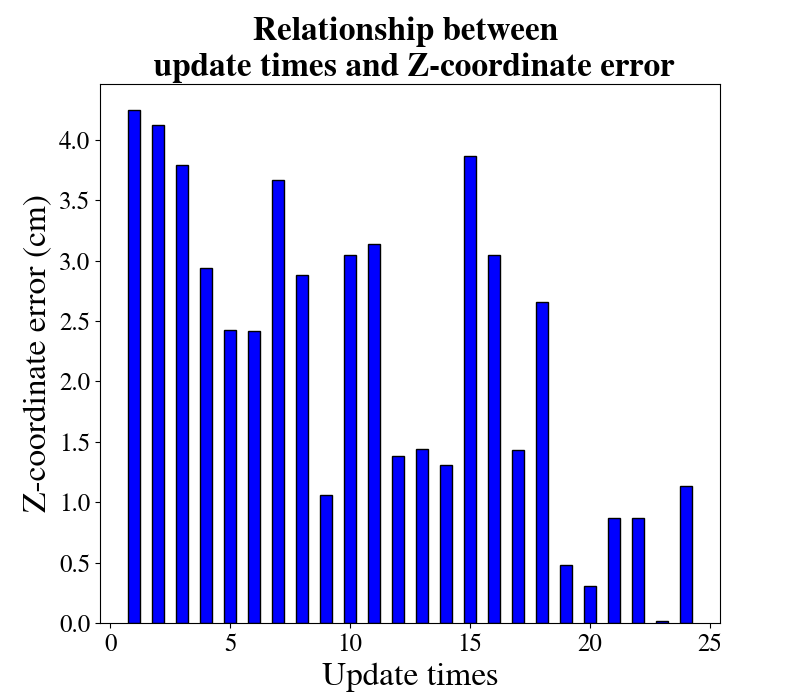 Relationship between
update times and Z-coordinate error
Z-coordinate error (cm)
4.0
3.5
3.0
2.5
2.0
1.5
1.0
0.5
0.0
0 5 10 15 20 25
Update times